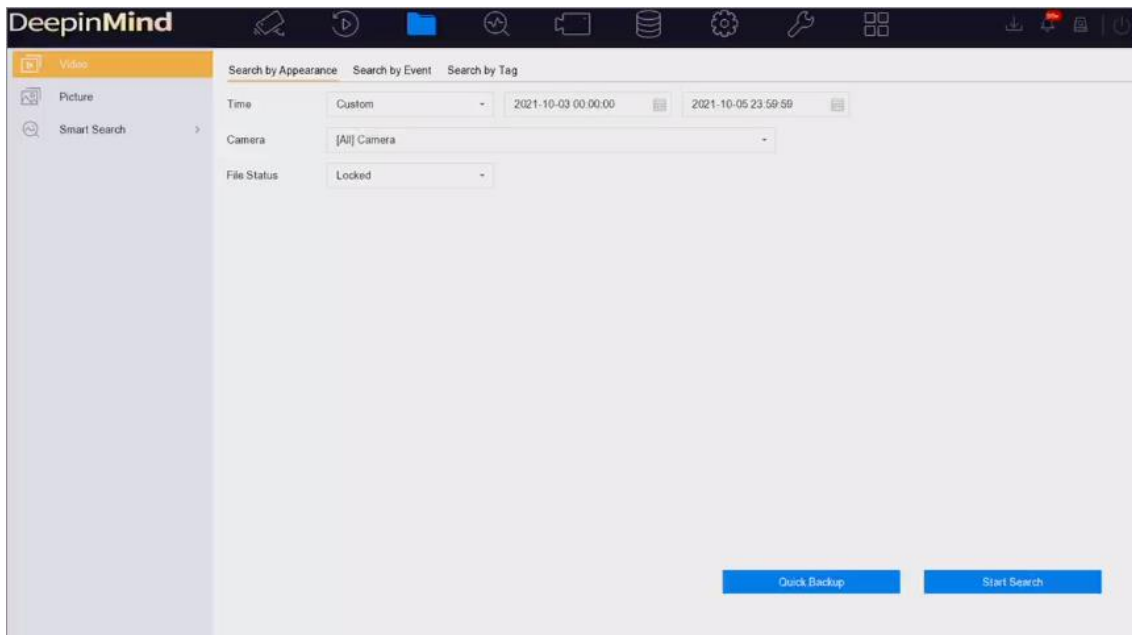 DeepinMind
Video
Picture
Smart Search
Search by Appearance Search by Event Search by Tag
Time Custom 2021-10-03 00:00:00 2021-10-05 23:59:59
Camera [All] Camera
File Status Locked
Quick Backup Start Search